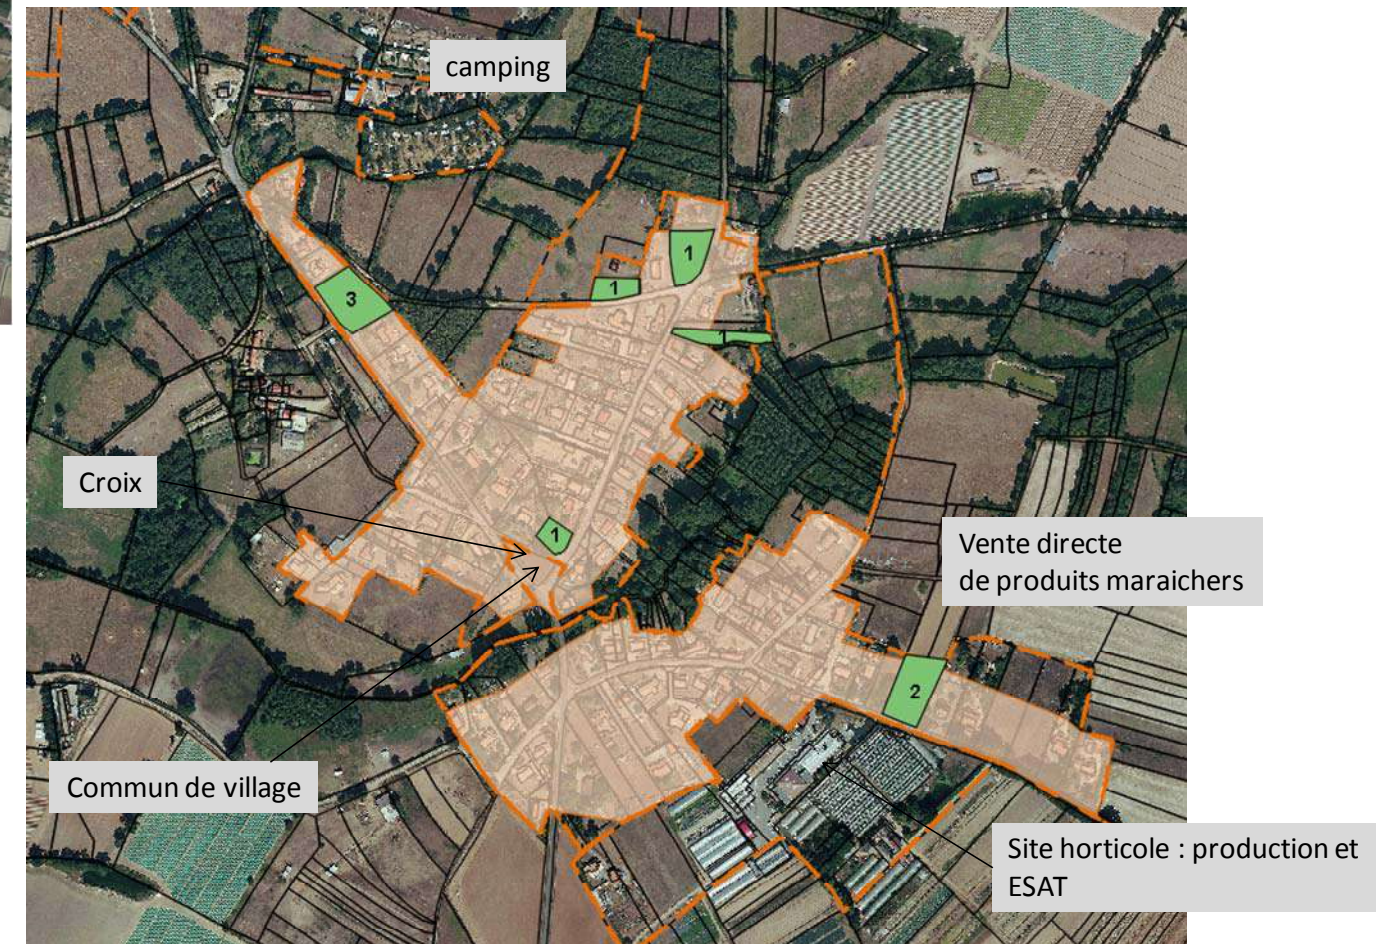 camping
1
1
3
1
Croix
1
Vente directe
de produits maraichers
2
Commun de village
Site horticole : production et
ESAT